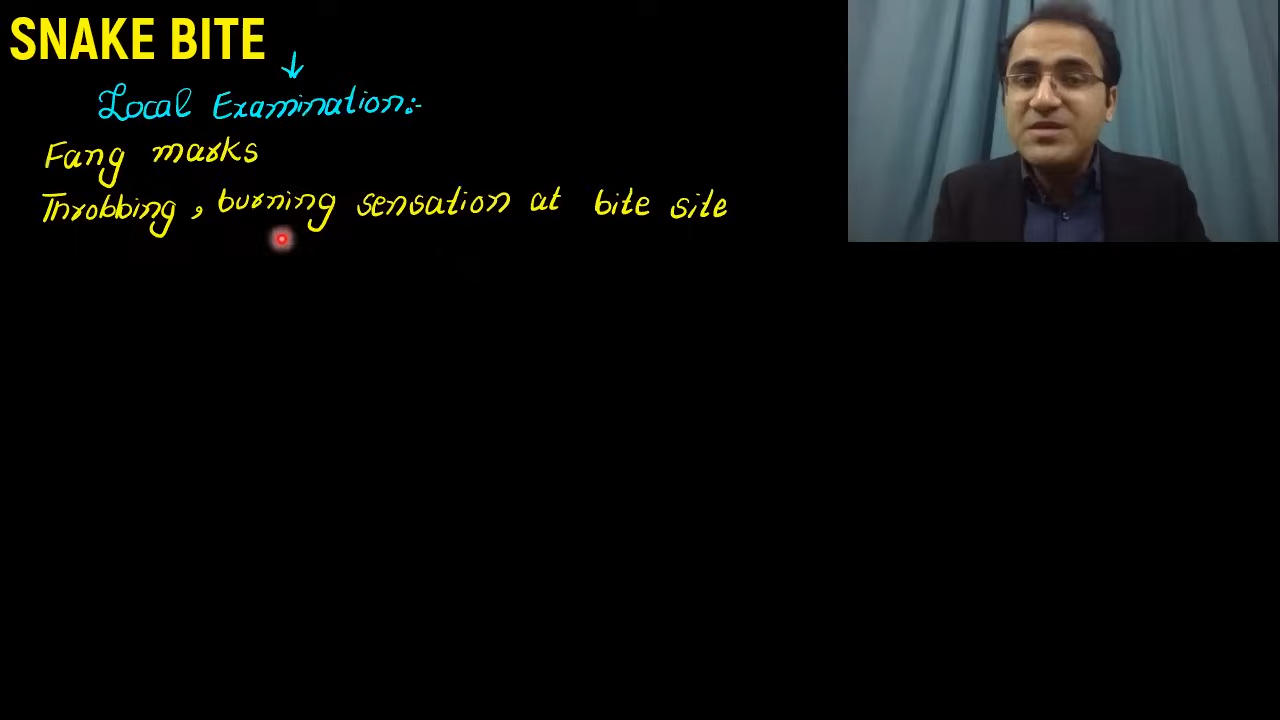 SNAKE BITE
Local Examination:-
Fang marks
Throbbing, burning sensation at bite site